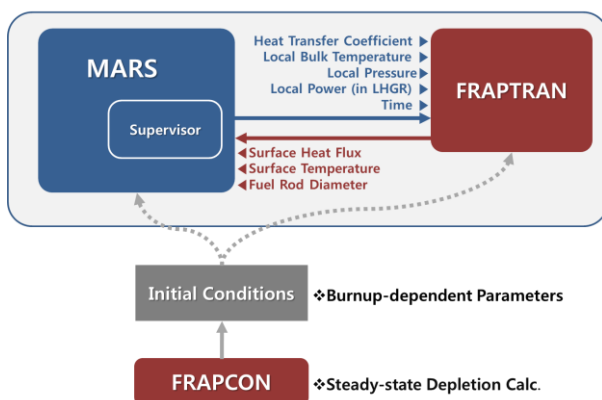 MARS
Supervisor
Heat Transfer Coefficient ▶
Local Bulk Temperature ▶
Local Pressure ▶
Local Power (in LHGR) ▶
Time ▶
FRAPTRAN
◀ Surface Heat Flux
◀ Surface Temperature
◀ Fuel Rod Diameter
Initial Conditions
❖Burnup-dependent Parameters
FRAPCON
❖Steady-state Depletion Calc.